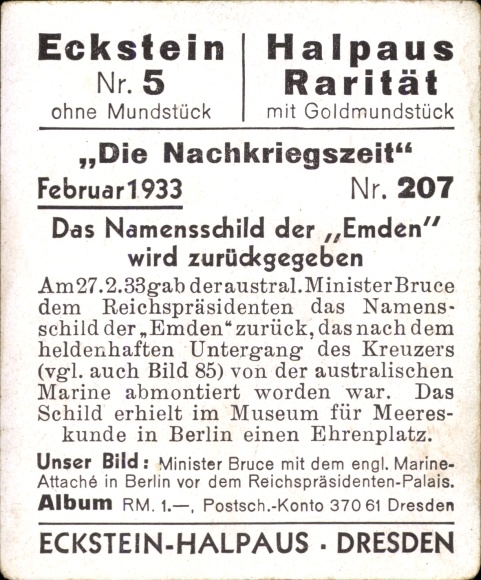 Eckstein
Nr. 5
ohne Mundstück
Halpaus
Rarität
mit Goldmundstück
„Die Nachkriegszeit“
Februar 1933 Nr. 207
Das Namensschild der „Emden“
wird zurückgegeben
Am 27.2.33 gab der austral. Minister Bruce
dem Reichspräsidenten das Namens-
schild der „Emden“ zurück, das nach dem
heldenhaften Untergang des Kreuzers
(vgl. auch Bild 85) von der australischen
Marine abmontiert worden war. Das
Schild erhielt im Museum für Meeres-
kunde in Berlin einen Ehrenplatz.
Unser Bild: Minister Bruce mit dem engl. Marine-
Attaché in Berlin vor dem Reichspräsidenten-Palais.
Album RM. 1.—, Postsch.-Konto 370 61 Dresden
ECKSTEIN-HALPAUS . DRESDEN